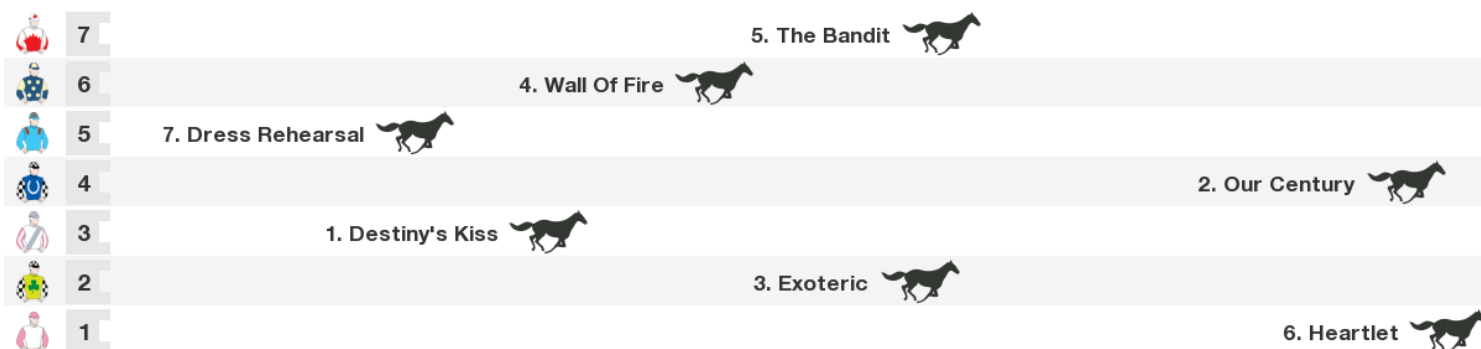 7 5. The Bandit
6 4. Wall Of Fire
5 7. Dress Rehearsal
4 2. Our Century
3 1. Destiny's Kiss
2 3. Exoteric
1 6. Heartlet